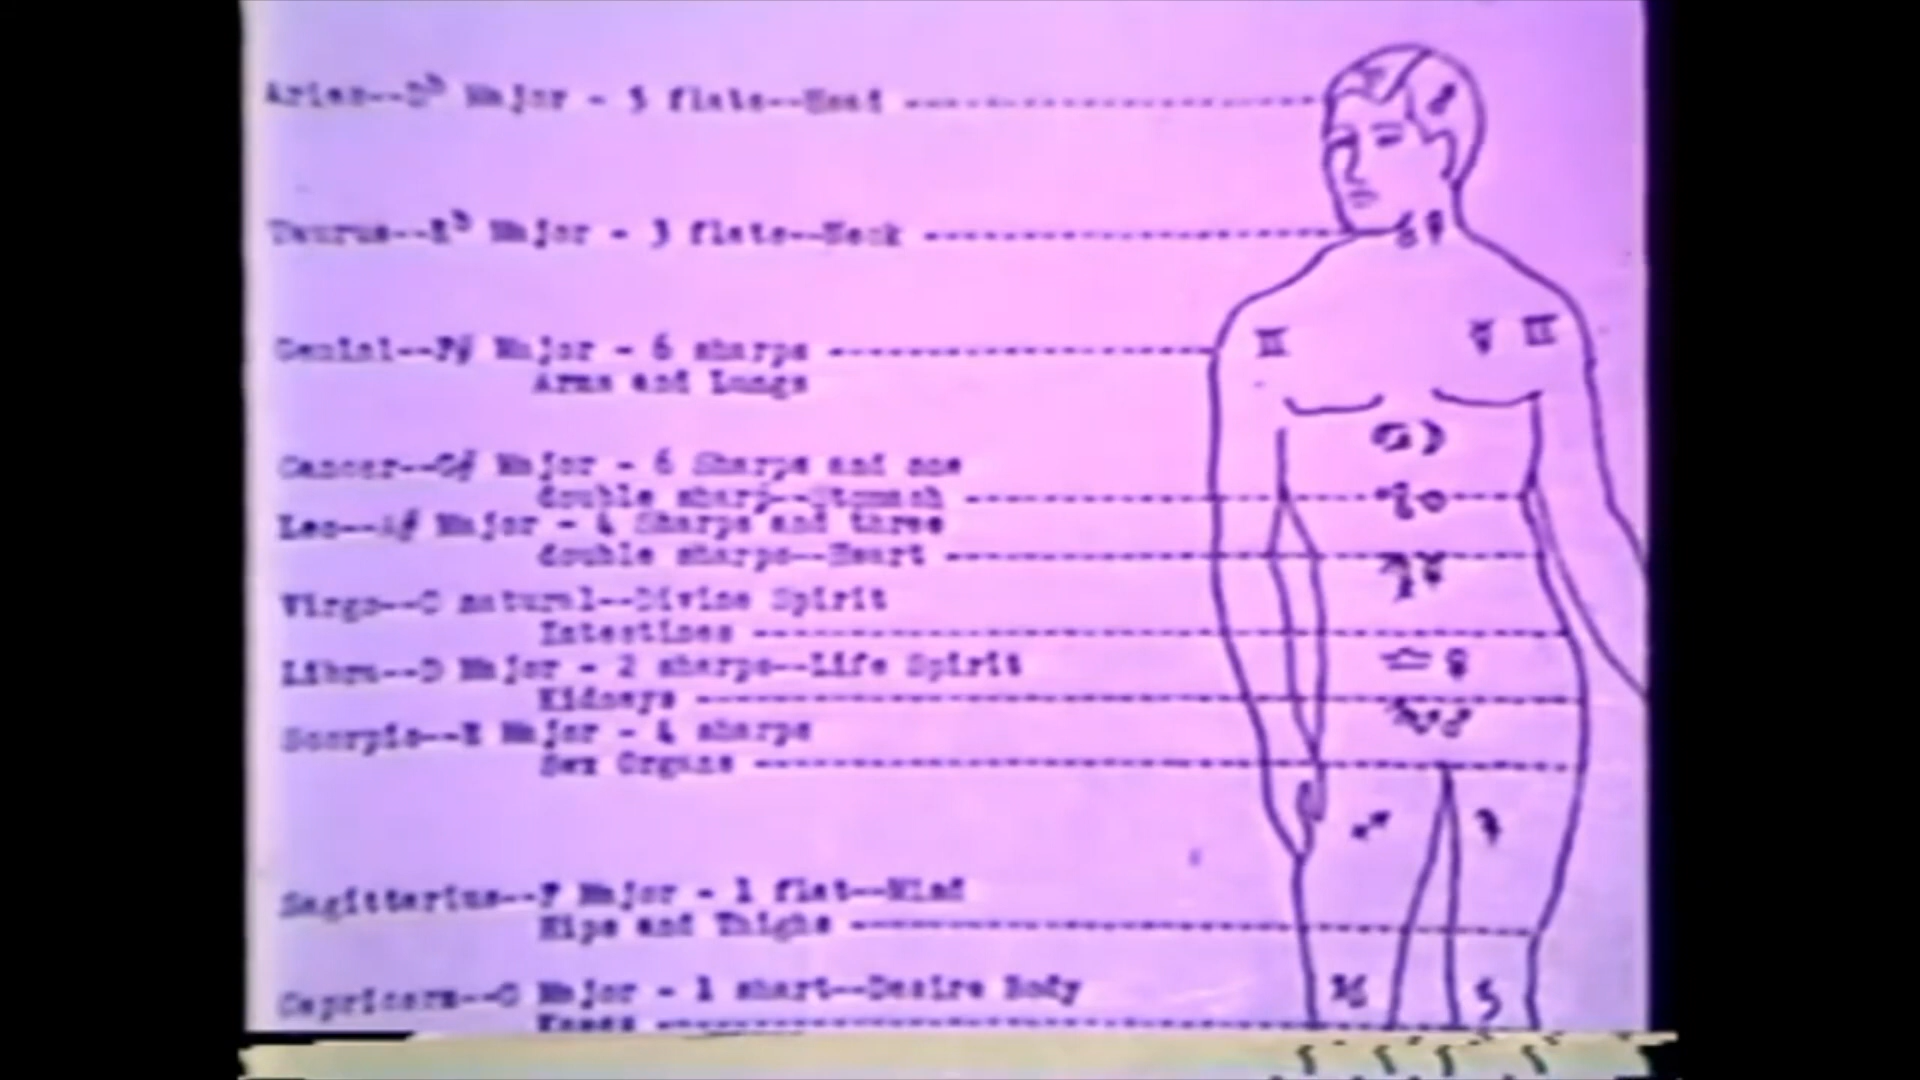 Aries--Db Major - 5 flats--Head
Taurus--Eb Major - 3 flats--Neck
Gemini--F# Major - 6 sharps
Arms and Lungs
Cancer--G# Major - 6 Sharps and one
double sharp--Stomach
Leo--A# Major - 4 Sharps and three
double sharps--Heart
Virgo--C natural--Divine Spirit
Intestines
Libra--D Major - 2 sharps--Life Spirit
Kidneys
Scorpio--E Major - 4 sharps
Sex Organs
Sagittarius--F Major - 1 flat--Mind
Hips and Thighs
Capricorn--G Major - 1 shart--Desire Body
Knees